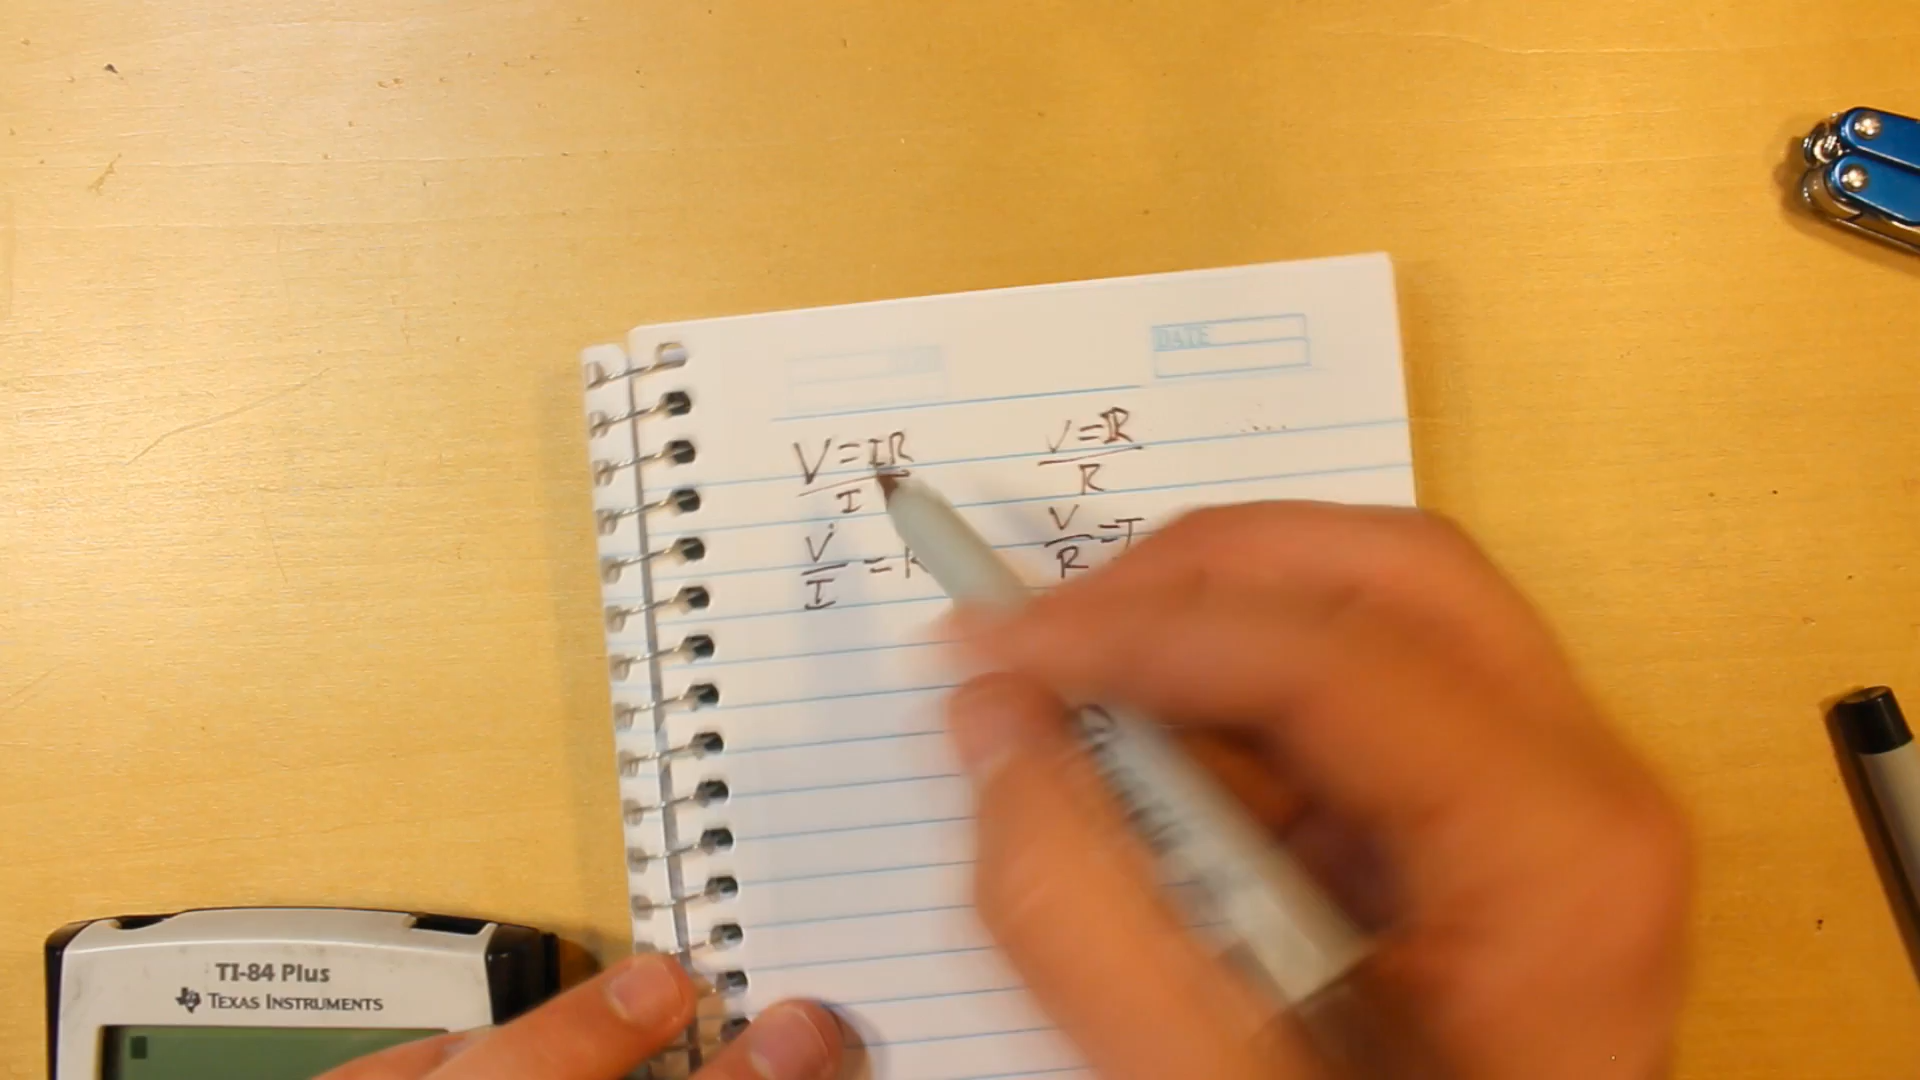 DATE
V=IR
I
V
I = R
V=IR
R
V
R =I
TI-84 Plus
TEXAS INSTRUMENTS